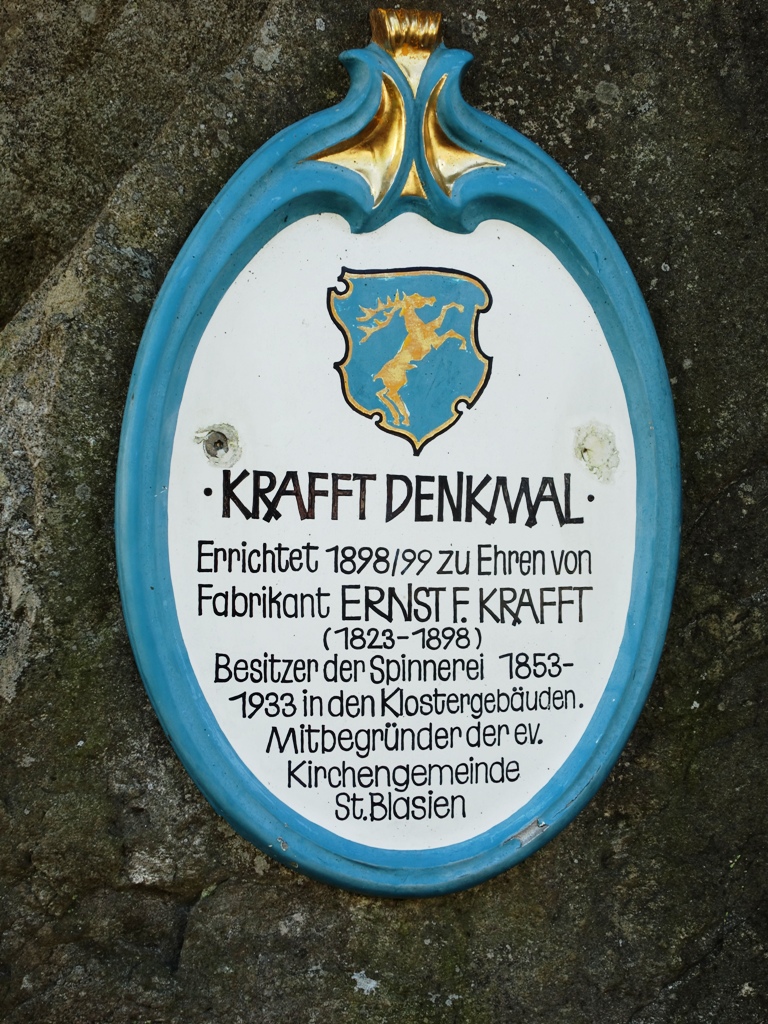 · KRAFFT DENKMAL ·
Errichtet 1898/99 zu Ehren von
Fabrikant ERNST F. KRAFFT
(1823-1898)
Besitzer der Spinnerei 1853-
1933 in den Klostergebäuden.
Mitbegründer der ev.
Kirchengemeinde
St. Blasien